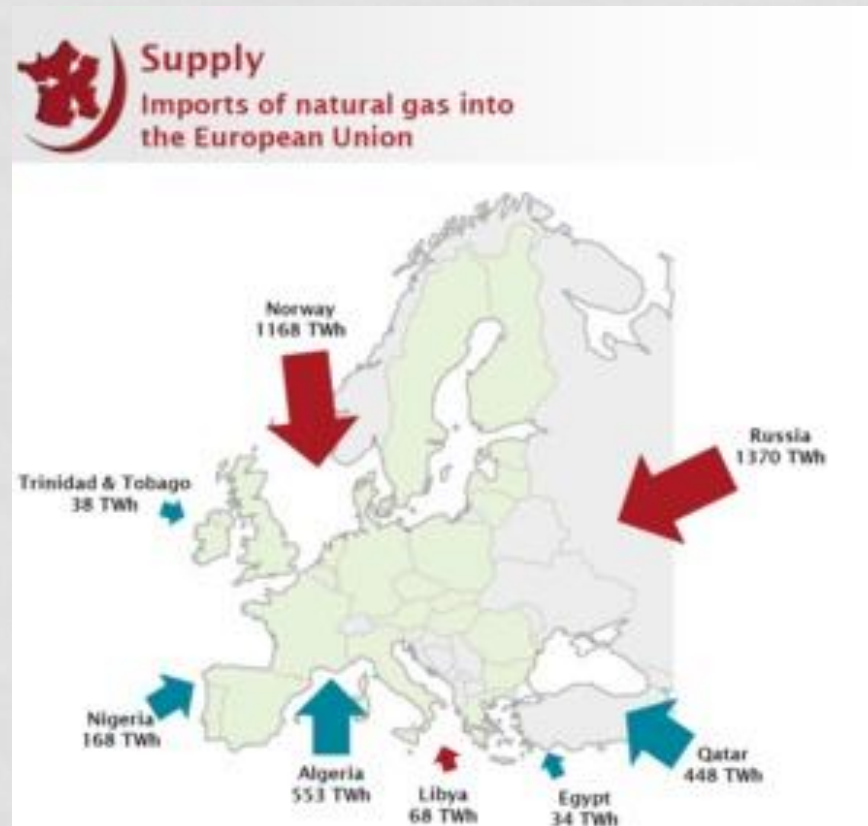 Supply
Imports of natural gas into
the European Union
Norway
1168 TWh
Russia
1370 TWh
Trinidad & Tobago
38 TWh
Nigeria
168 TWh
Algeria
553 TWh
Libya
68 TWh
Egypt
34 TWh
Qatar
448 TWh